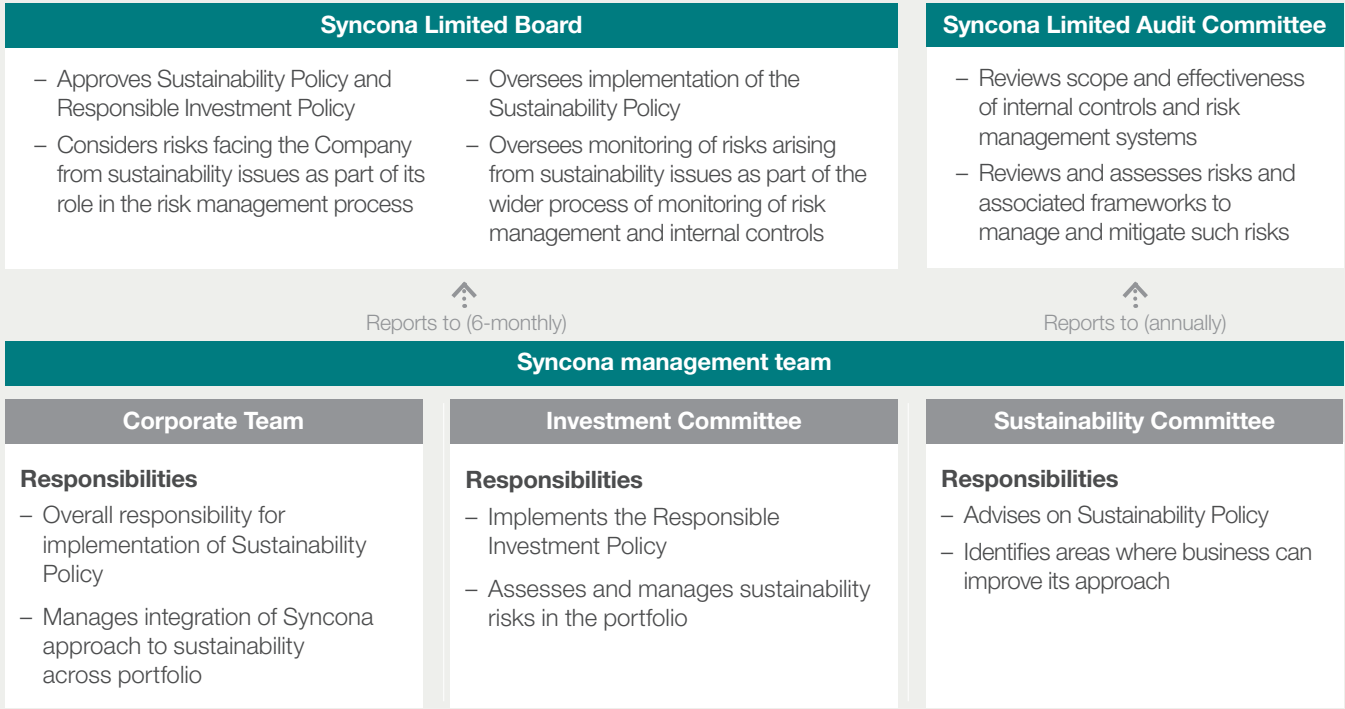 Syncona Limited Board
– Approves Sustainability Policy and
Responsible Investment Policy
– Considers risks facing the Company
from sustainability issues as part of its
role in the risk management process
– Oversees implementation of the
Sustainability Policy
– Oversees monitoring of risks arising
from sustainability issues as part of the
wider process of monitoring of risk
management and internal controls
Syncona Limited Audit Committee
– Reviews scope and effectiveness
of internal controls and risk
management systems
– Reviews and assesses risks and
associated frameworks to
manage and mitigate such risks
Reports to (6-monthly)
Reports to (annually)
Syncona management team
Corporate Team
Responsibilities
– Overall responsibility for
implementation of Sustainability
Policy
– Manages integration of Syncona
approach to sustainability
across portfolio
Investment Committee
Responsibilities
– Implements the Responsible
Investment Policy
– Assesses and manages sustainability
risks in the portfolio
Sustainability Committee
Responsibilities
– Advises on Sustainability Policy
– Identifies areas where business can
improve its approach